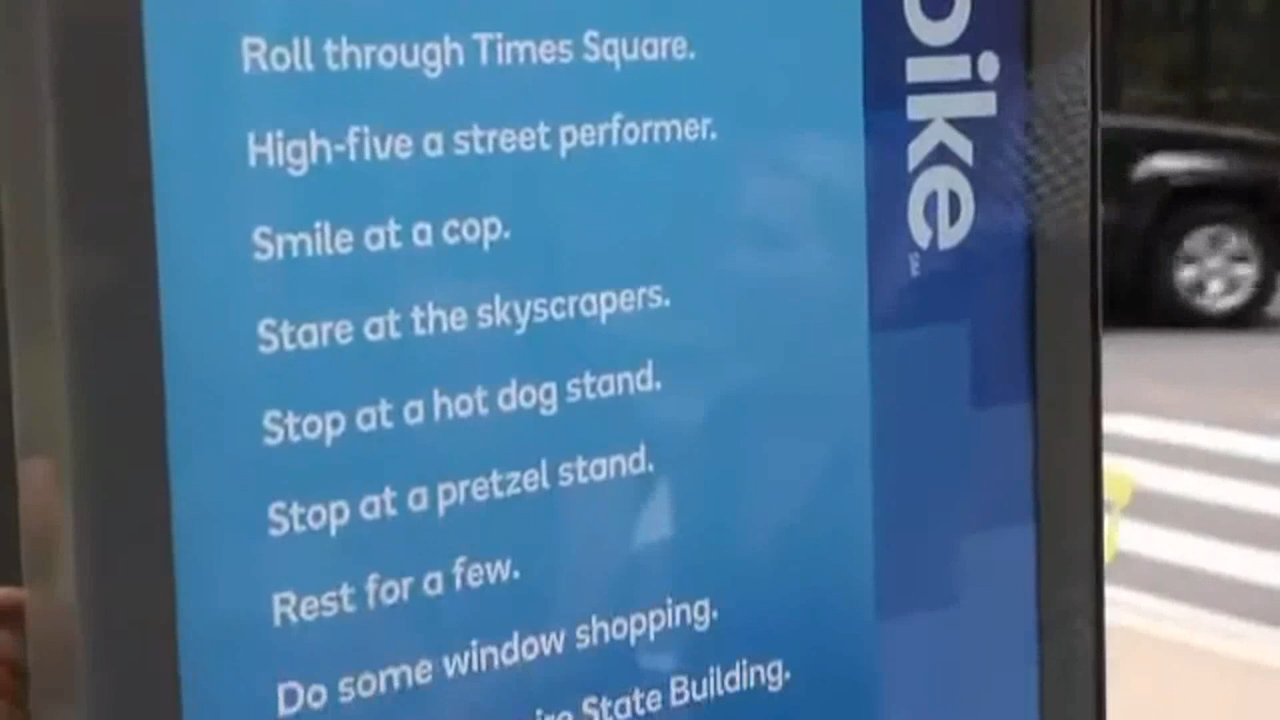 Roll through Times Square.
High-five a street performer.
Smile at a cop.
Stare at the skyscrapers.
Stop at a hot dog stand.
Stop at a pretzel stand.
Rest for a few.
Do some window shopping.
State Building.
bike
SM